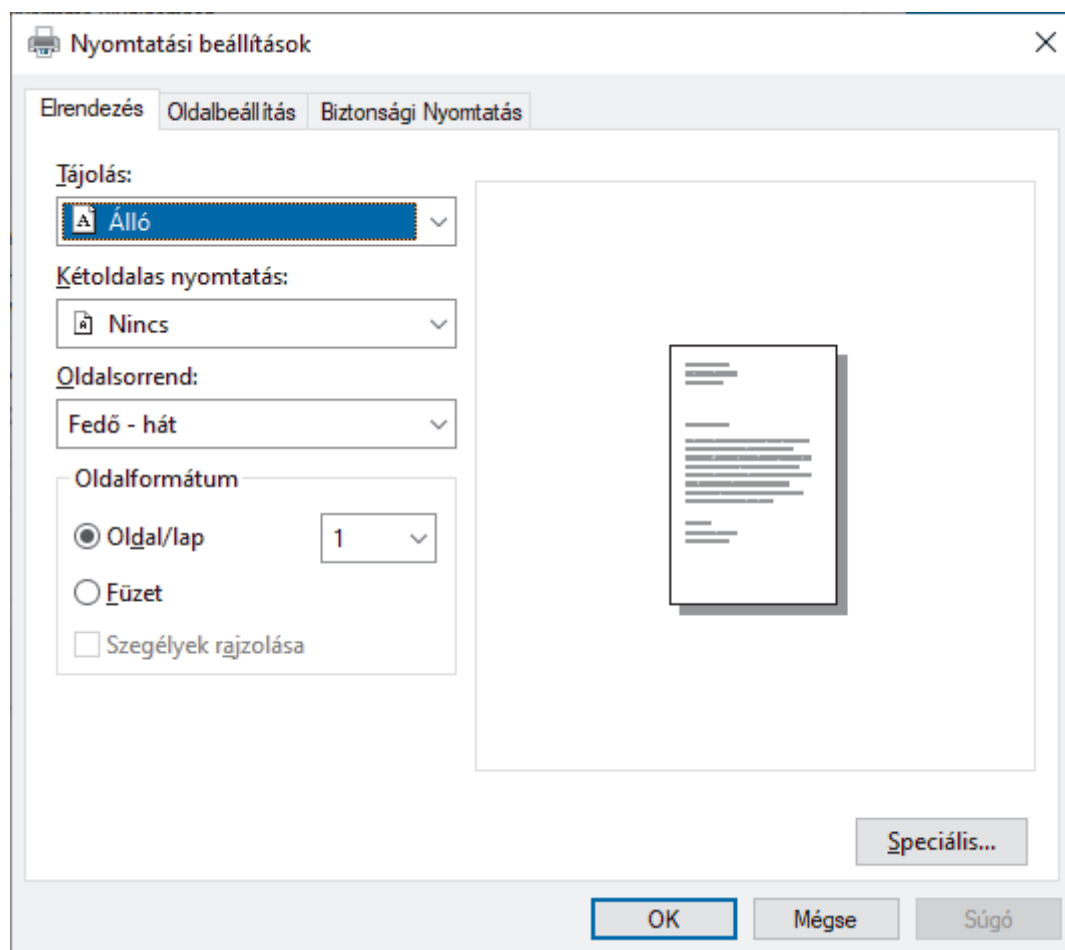 Nyomtatási beállítások
Elrendezés Oldalbeállítás Biztonsági Nyomtatás
Tájolás:
Álló
Kétoldalas nyomtatás:
Nincs
Oldalsorrend:
Fedő - hát
Oldalformátum
Oldal/lap 1
Füzet
Szegélyek rajzolása
Speciális...
OK Mégse Súgó